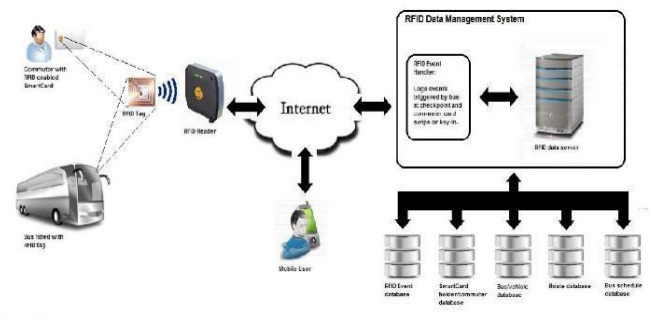 RFID Data Management System
Commuter with
RFID enabled
SmartCard
RFID Tag
RFID Reader
Internet
RFID Event
Handler:
Logs events
triggered by bus
at checkpoint and
commuter card
swipe or key-in.
RFID data server
Bus fitted with
RFID tag
Mobile User
RFID Event
database
SmartCard
holder/commuter
database
Bus/vehicle
database
Route database
Bus schedule
database